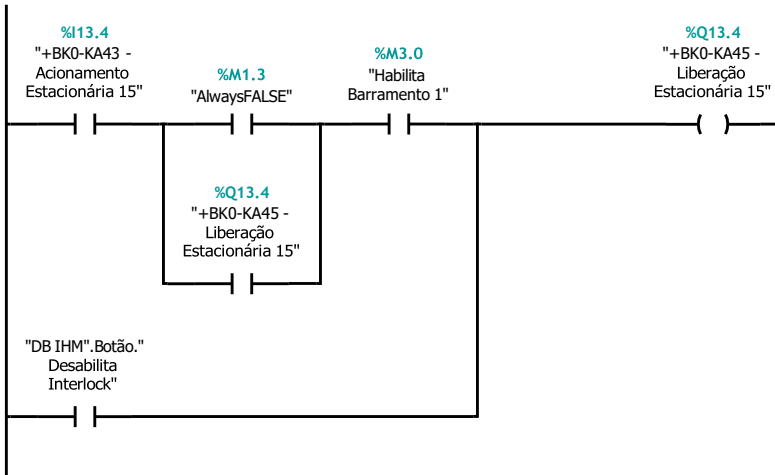 %I13.4
"+BK0-KA43 -
Acionamento
Estacionária 15"
%M1.3
"AlwaysFALSE"
%M3.0
"Habilita
Barramento 1"
%Q13.4
"+BK0-KA45 -
Liberação
Estacionária 15"
%Q13.4
"+BK0-KA45 -
Liberação
Estacionária 15"
"DB IHM".Botão."
Desabilita
Interlock"